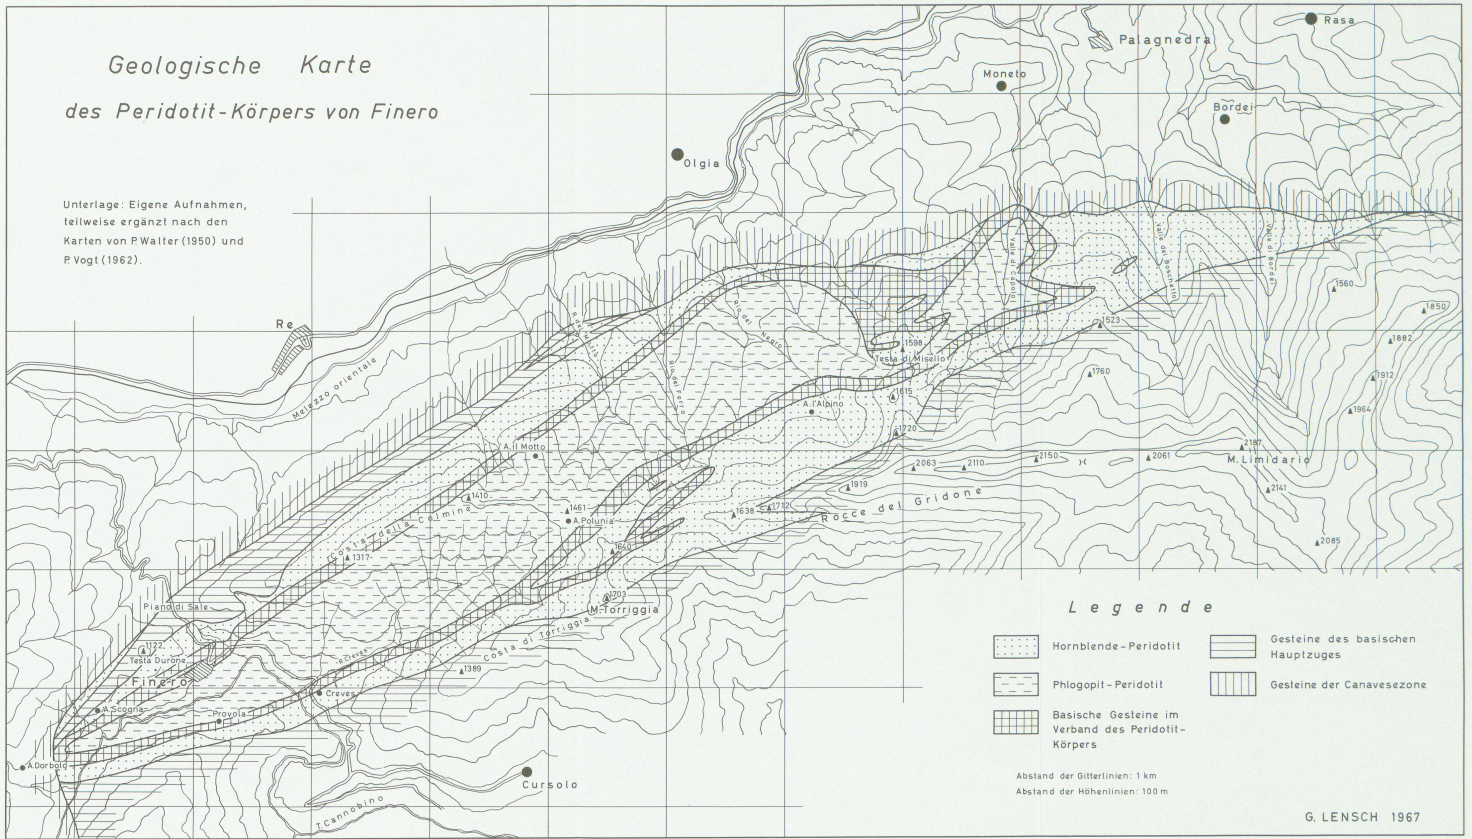 Geologische Karte
des Peridotit-Körpers von Finero
Unterlage: Eigene Aufnahmen,
teilweise ergänzt nach den
Karten von P. Walter (1950) und
P. Vogt (1962).
Rasa
Palagnedra
Moneto
Bordei
Olgia
Re
Melezzo Orientale
Rio del Ferro
Rio del Negro
Valle di Capolo
Valle del Boschetto
Valle di Bordei
1560
1850
1523
1882
1598
Testa di Misello
1760
1912
1615
A. l'Alpino
1964
1720
A. il Motto
2187
M. Limidario
2063
2110
2150
2061
1919
2141
1410
1461
A. Polunia
1638
1712
Rocce del Gridone
Costa della Colmine
1317
1640
2085
Piano di Sale
1703
M. Torriggia
Costa di Torriggia
1122
Testa Durone
Finero
R. Creves
1389
Creves
A. Scogna
Provola
A. Dorbolo
Cursolo
T. Cannobino
Legende
Hornblende-Peridotit
Phlogopit-Peridotit
Basische Gesteine im
Verband des Peridotit-
Körpers
Gesteine des basischen
Hauptzuges
Gesteine der Canavesezone
Abstand der Gitterlinien: 1 km
Abstand der Höhenlinien: 100 m
G. LENSCH 1967